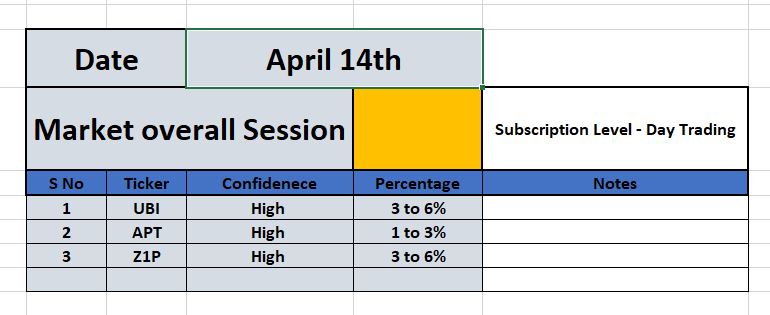 Date April 14th
Market overall Session Subscription Level - Day Trading
S No Ticker Confidenece Percentage Notes
1 UBI High 3 to 6%
2 APT High 1 to 3%
3 Z1P High 3 to 6%